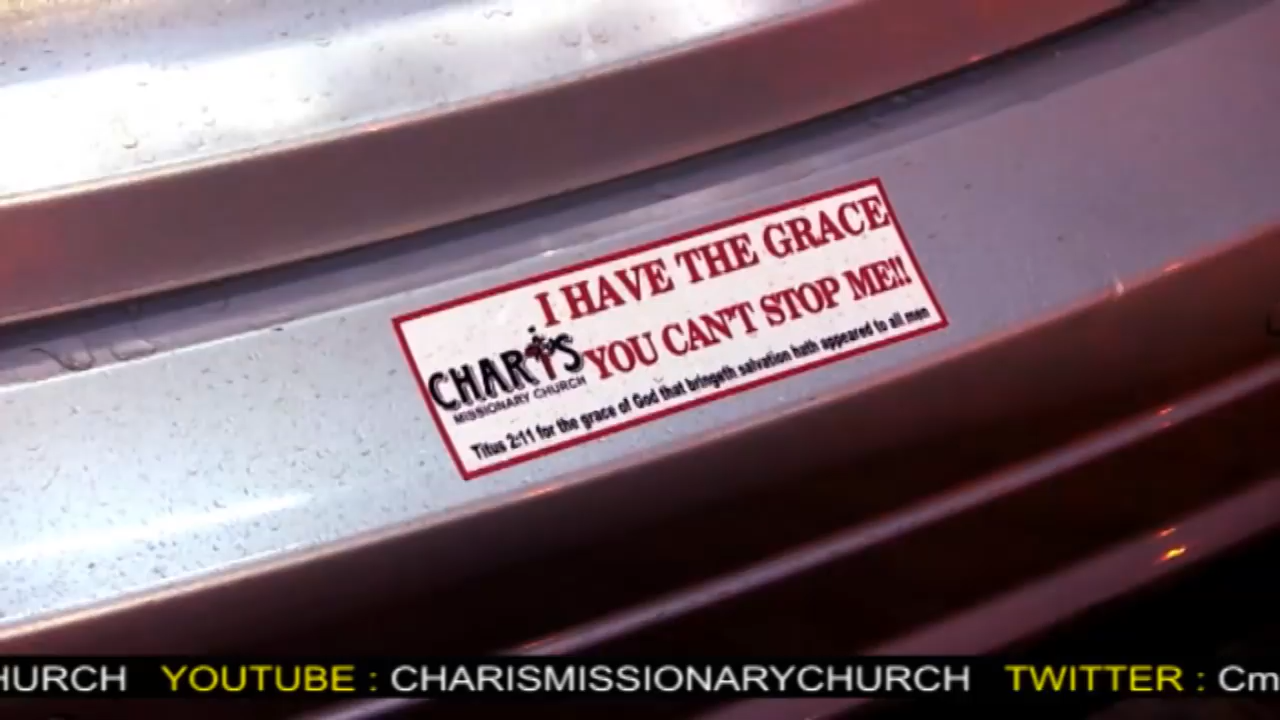 I HAVE THE GRACE
YOU CAN'T STOP ME!!
CHARIS
MISSIONARY CHURCH
Titus 2:11 for the grace of God that bringeth salvation hath appeared to all men
HURCH YOUTUBE : CHARISMISSIONARYCHURCH TWITTER : Cm